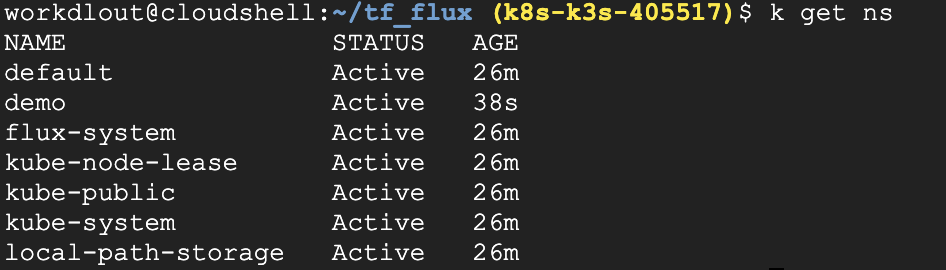 workdlout@cloudshell:~/tf_flux (k8s-k3s-405517)$ k get ns
NAME STATUS AGE
default Active 26m
demo Active 38s
flux-system Active 26m
kube-node-lease Active 26m
kube-public Active 26m
kube-system Active 26m
local-path-storage Active 26m